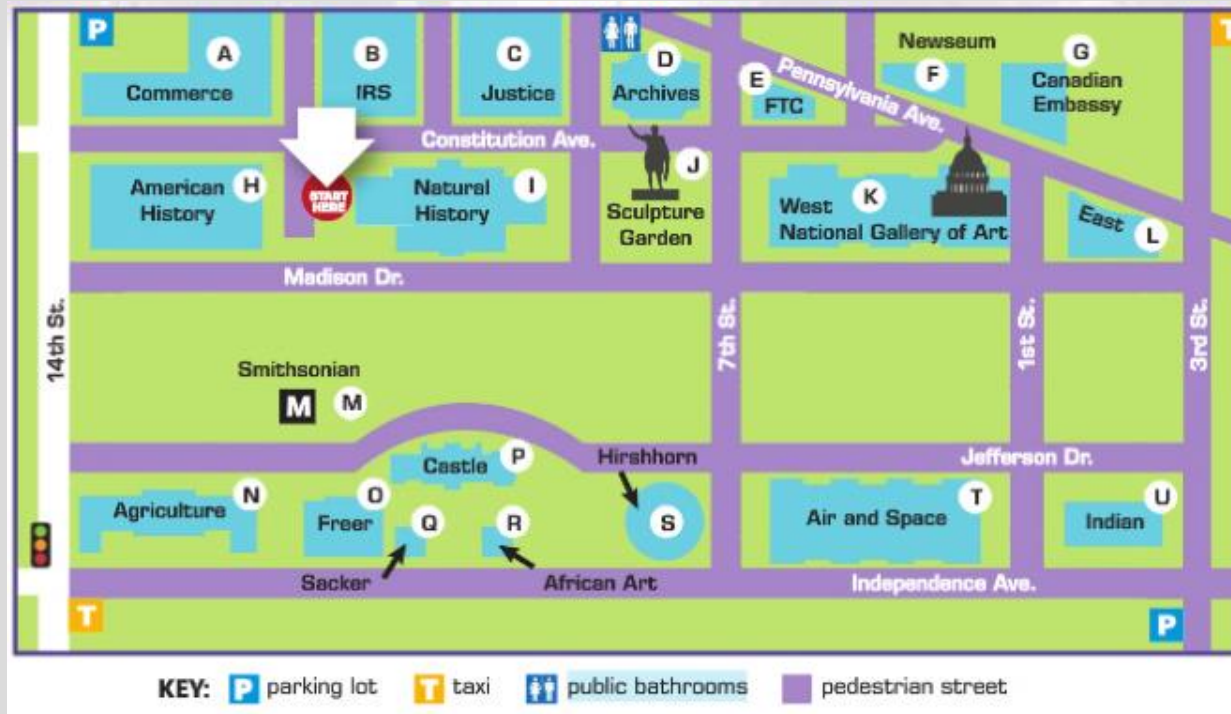 P
T
A
B
C
D
E
F
G
Commerce
IRS
Justice
Archives
FTC
Newseum
Canadian
Embassy
Pennsylvania Ave.
Constitution Ave.
START
HERE
American
History
H
Natural
History
I
J
Sculpture
Garden
K
West
National Gallery of Art
East
L
Madison Dr.
14th St.
7th St.
1st St.
3rd St.
Smithsonian
M
M
Castle
P
Hirshhorn
Jefferson Dr.
Agriculture
N
O
Freer
Q
R
S
Air and Space
T
U
Indian
Sacker
African Art
Independence Ave.
T
P
KEY: P parking lot T taxi public bathrooms pedestrian street